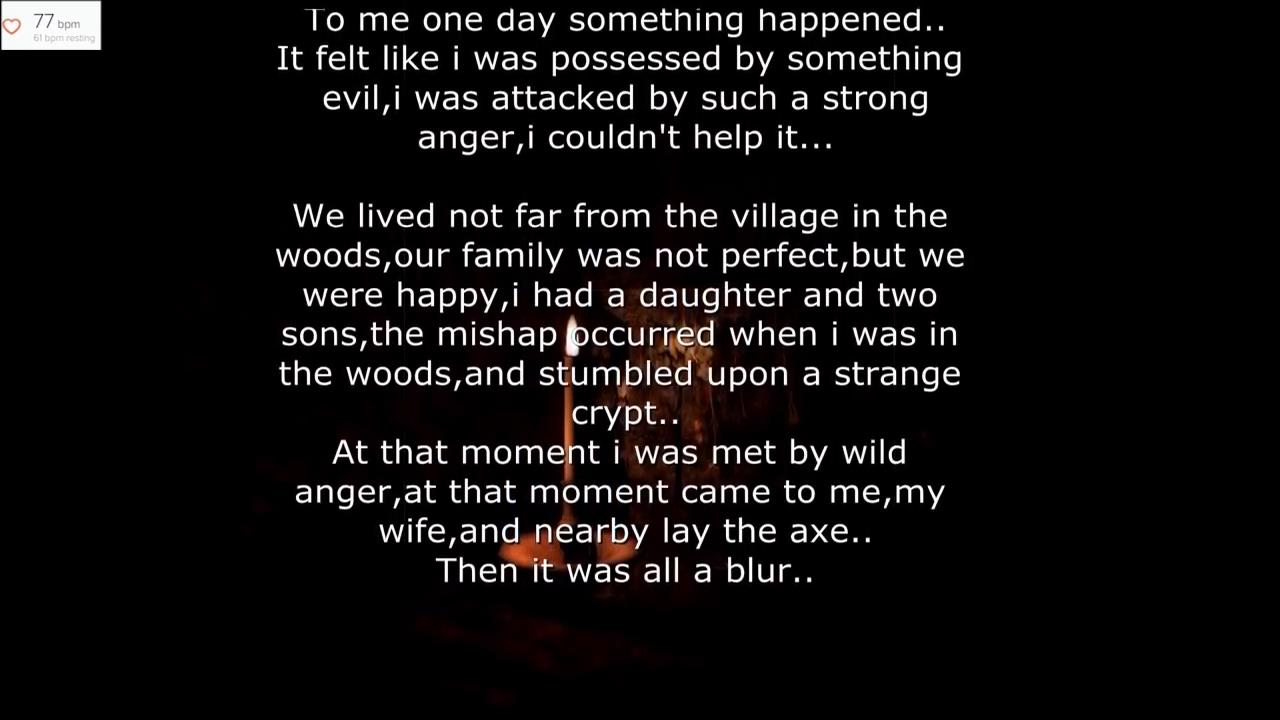 77 bpm
61 bpm resting
To me one day something happened..
It felt like i was possessed by something
evil,i was attacked by such a strong
anger,i couldn't help it...
We lived not far from the village in the
woods,our family was not perfect,but we
were happy,i had a daughter and two
sons,the mishap occurred when i was in
the woods,and stumbled upon a strange
crypt..
At that moment i was met by wild
anger,at that moment came to me,my
wife,and nearby lay the axe..
Then it was all a blur..